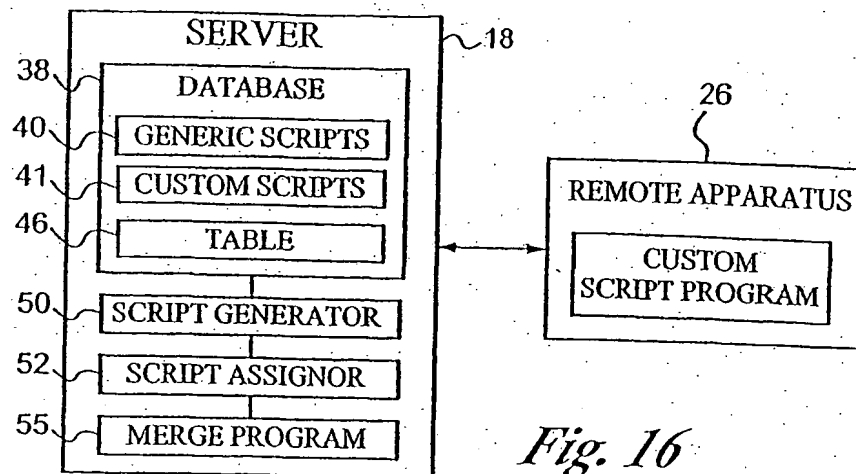 SERVER
18
38
DATABASE
40
GENERIC SCRIPTS
41
CUSTOM SCRIPTS
46
TABLE
50
SCRIPT GENERATOR
52
SCRIPT ASSIGNOR
55
MERGE PROGRAM
26
REMOTE APPARATUS
CUSTOM
SCRIPT PROGRAM
Fig. 16